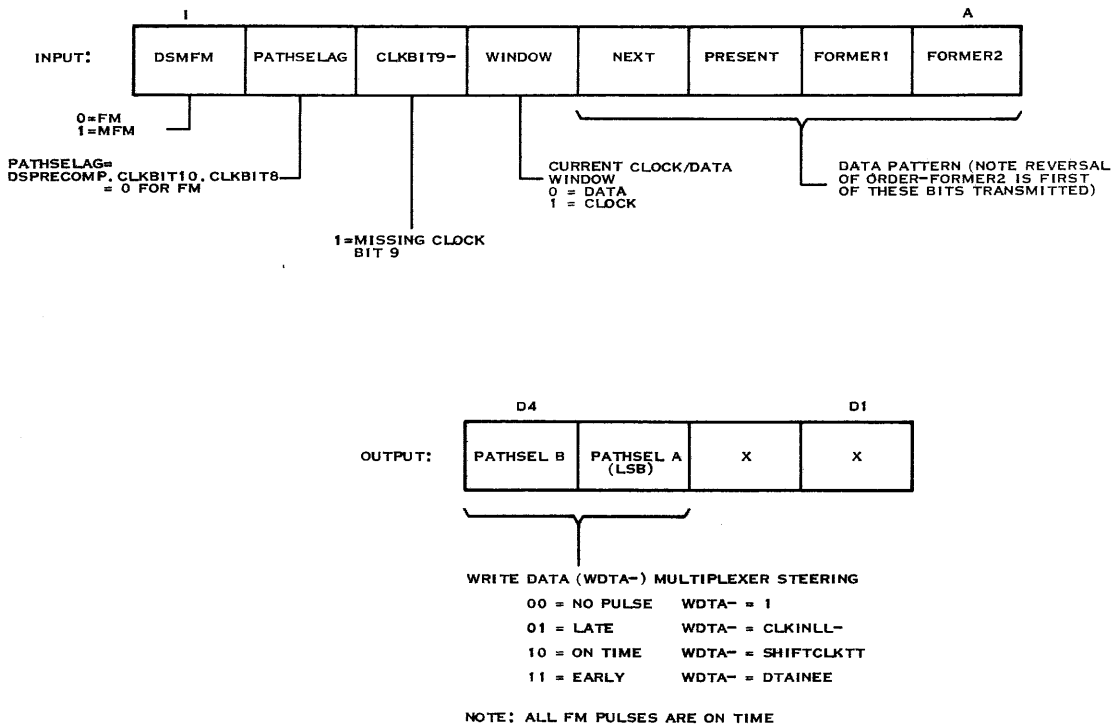 I A
INPUT: DSMFM PATHSELAG CLKBIT9- WINDOW NEXT PRESENT FORMER1 FORMER2
0=FM
1=MFM
PATHSELAG=
DSPRECOMP. CLKBIT10. CLKBIT8
= 0 FOR FM
1=MISSING CLOCK
BIT 9
CURRENT CLOCK/DATA
WINDOW
0 = DATA
1 = CLOCK
DATA PATTERN (NOTE REVERSAL
OF ORDER-FORMER2 IS FIRST
OF THESE BITS TRANSMITTED)
D4 D1
OUTPUT: PATHSEL B PATHSEL A X X
(LSB)
WRITE DATA (WDTA-) MULTIPLEXER STEERING
00 = NO PULSE WDTA- = 1
01 = LATE WDTA- = CLKINLL-
10 = ON TIME WDTA- = SHIFTCLKTT
11 = EARLY WDTA- = DTAINEE
NOTE: ALL FM PULSES ARE ON TIME